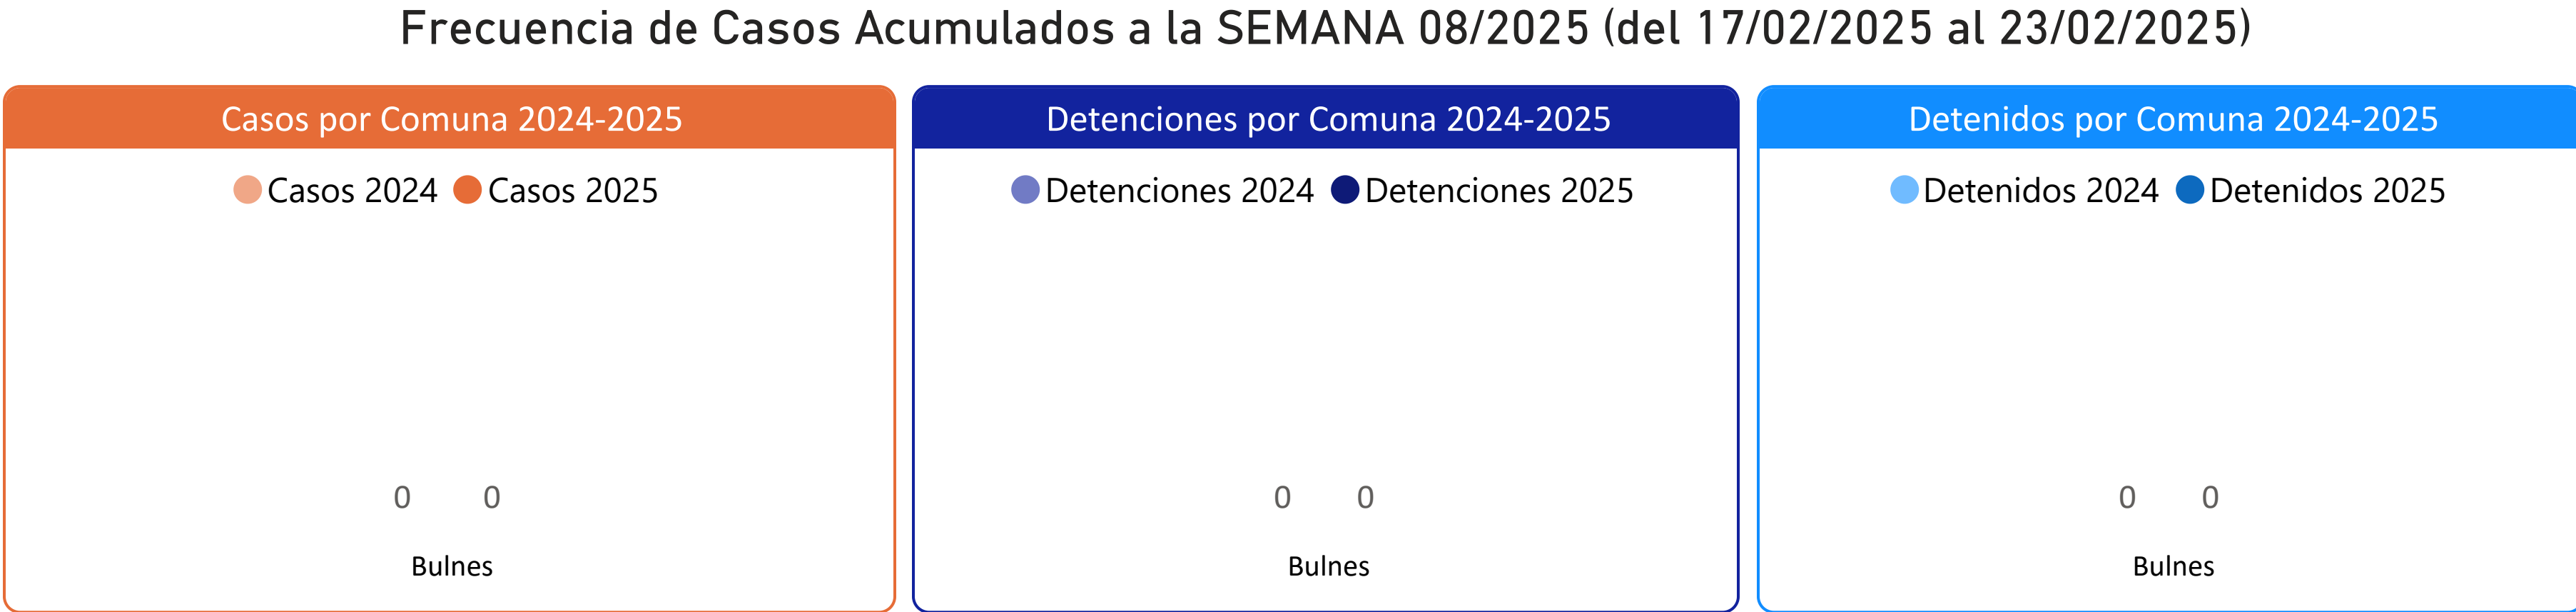 Frecuencia de Casos Acumulados a la SEMANA 08/2025 (del 17/02/2025 al 23/02/2025)
Casos por Comuna 2024-2025
Casos 2024 Casos 2025
0 0
Bulnes
Detenciones por Comuna 2024-2025
Detenciones 2024 Detenciones 2025
0 0
Bulnes
Detenidos por Comuna 2024-2025
Detenidos 2024 Detenidos 2025
0 0
Bulnes